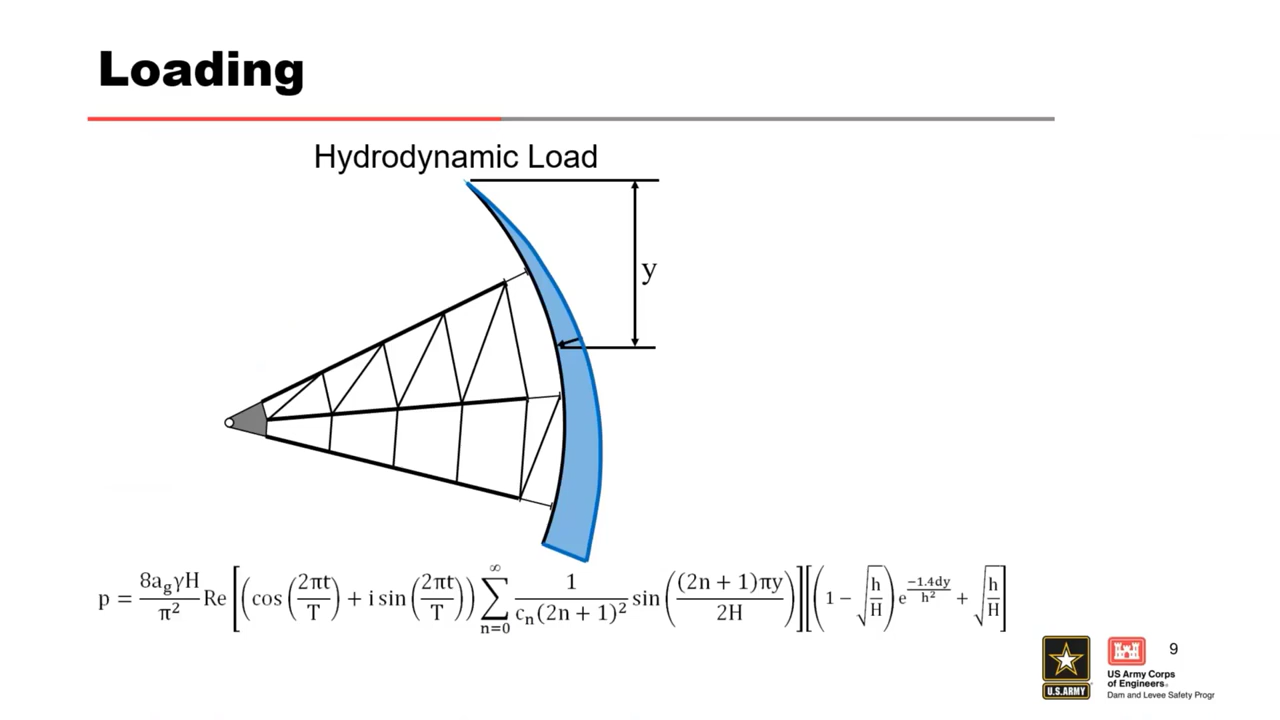 Loading
Hydrodynamic Load
y
p = 8a_gγH/π² Re[(cos(2πt/T) + i sin(2πt/T)) ∑_{n=0}^{∞} 1/(c_n(2n + 1)²) sin((2n + 1)πy/2H)][(1 − √(h/H)) e^{−1.4dy/h²} + √(h/H)]
9
U.S.ARMY
US Army Corps
of Engineers®
Dam and Levee Safety Progr